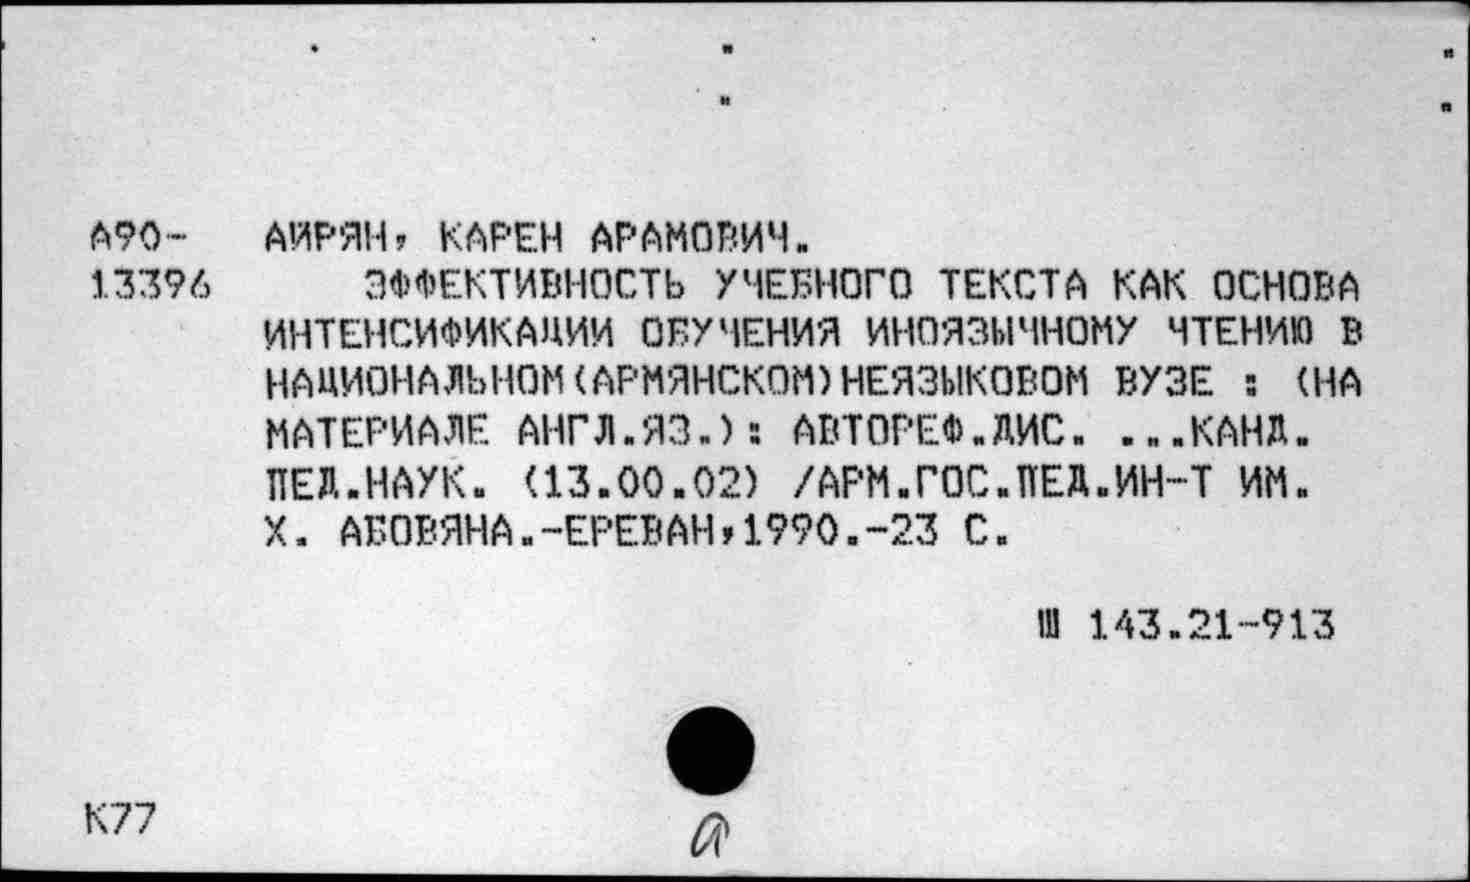 А90-    АЙРЯН, КАРЕН АРАМОВИЧ.
13396    ЭФФЕКТИВНОСТЬ УЧЕБНОГО ТЕКСТА КАК ОСНОВА
ИНТЕНСИФИКАЦИИ ОБУЧЕНИЯ ИНОЯЗЫЧНОМУ ЧТЕНИЮ В
НАЦИОНАЛЬНОМ(АРМЯНСКОМ)НЕЯЗЫКОВОМ ВУЗЕ : (НА
МАТЕРИАЛЕ АНГЛ.ЯЗ.): АВТОРЕФ.ДИС. ...КАНД.
ПЕД.НАУК. (13.00.02) /АРМ.ГОС.ПЕД.ИН-Т ИМ.
Х. АБОВЯНА.-ЕРЕВАН,1990.-23 С.
Ш 143.21-913
К77